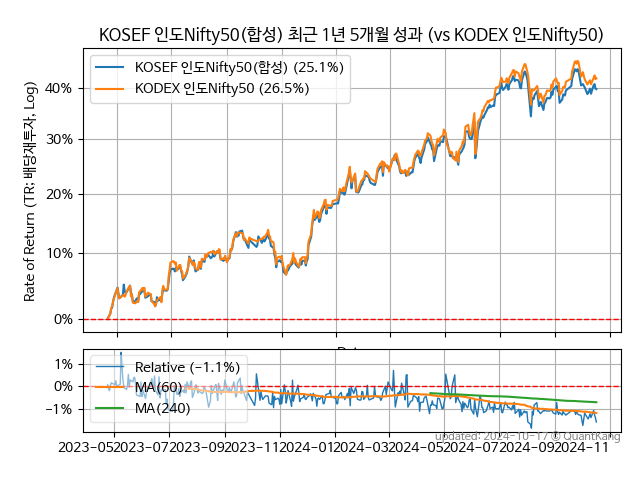 KOSEF 인도Nifty50(합성) 최근 1년 5개월 성과 (vs KODEX 인도Nifty50)
KOSEF 인도Nifty50(합성) (25.1%)
KODEX 인도Nifty50 (26.5%)
Rate of Return (TR: 배당재투자, Log)
40%
30%
20%
10%
0%
Relative (−1.1%)
MA(60)
MA(240)
1%
0%
−1%
updated: 2024-10-17 © QuantKang
2023-05 2023-07 2023-09 2023-11 2024-01 2024-03 2024-05 2024-07 2024-09 2024-11